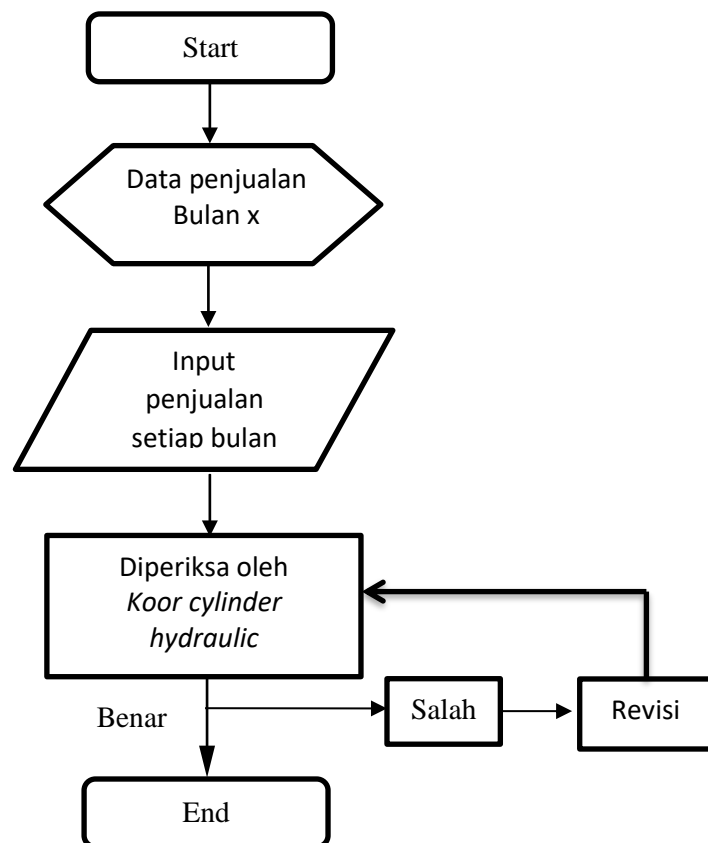 Start
Data penjualan
Bulan x
Input
penjualan
setiap bulan
Diperiksa oleh
Koor cylinder
hydraulic
Benar
Salah
Revisi
End